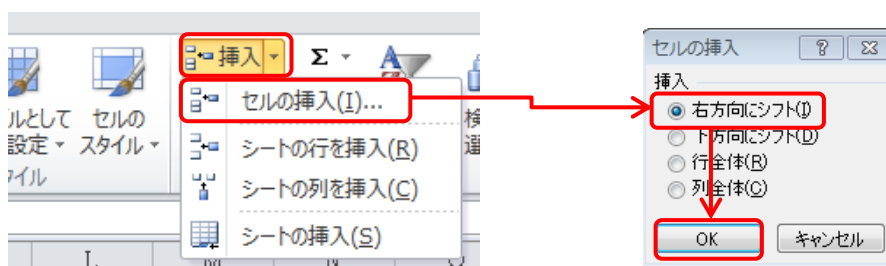 挿入
Σ
ルとして セルの
設定 スタイル
イル
セルの挿入(I)...
シートの行を挿入(R)
シートの列を挿入(C)
シートの挿入(S)
検
選
L
セルの挿入
挿入
右方向にシフト(I)
下方向にシフト(D)
行全体(R)
列全体(C)
OK キャンセル